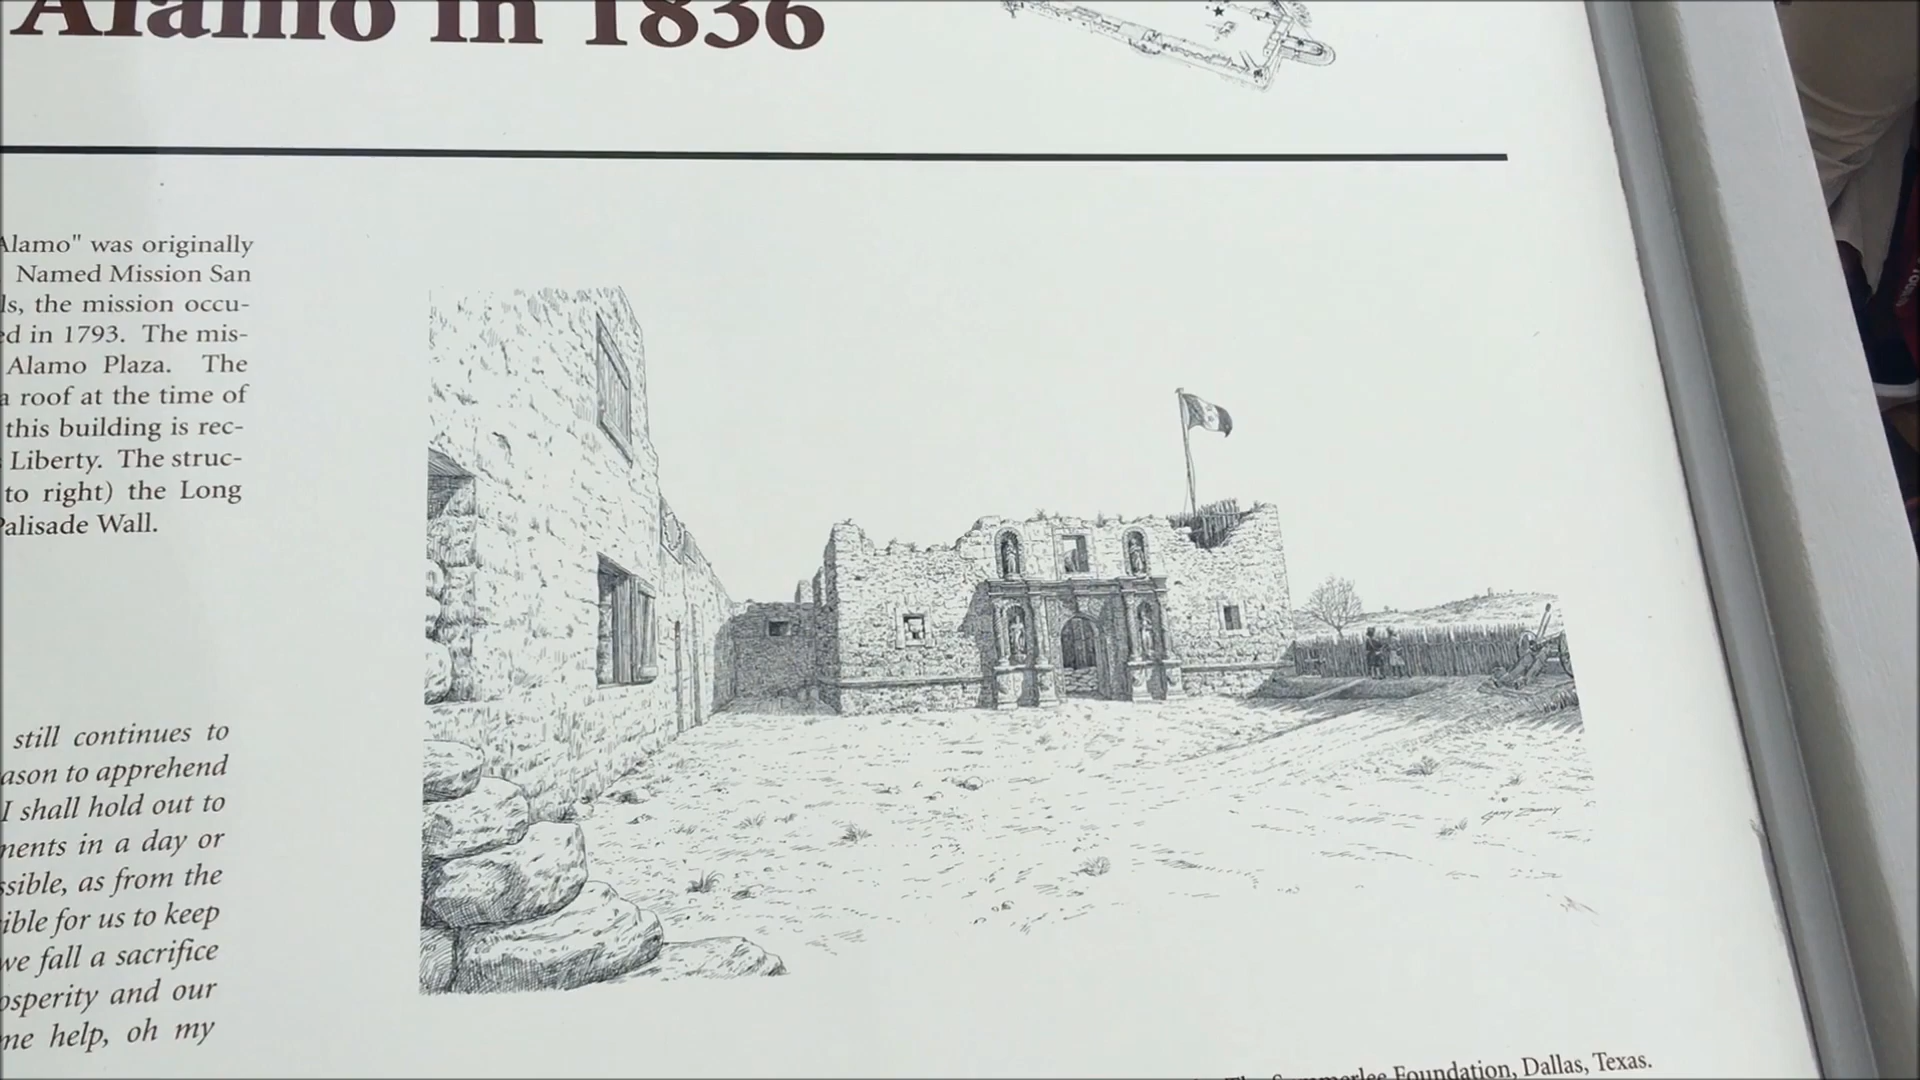 Alamo in 1836
Alamo" was originally
Named Mission San
ls, the mission occu-
ed in 1793. The mis-
Alamo Plaza. The
a roof at the time of
this building is rec-
Liberty. The struc-
to right) the Long
Palisade Wall.
still continues to
ason to apprehend
I shall hold out to
ments in a day or
ssible, as from the
ible for us to keep
we fall a sacrifice
osperity and our
me help, oh my
The Summerlee Foundation, Dallas, Texas.